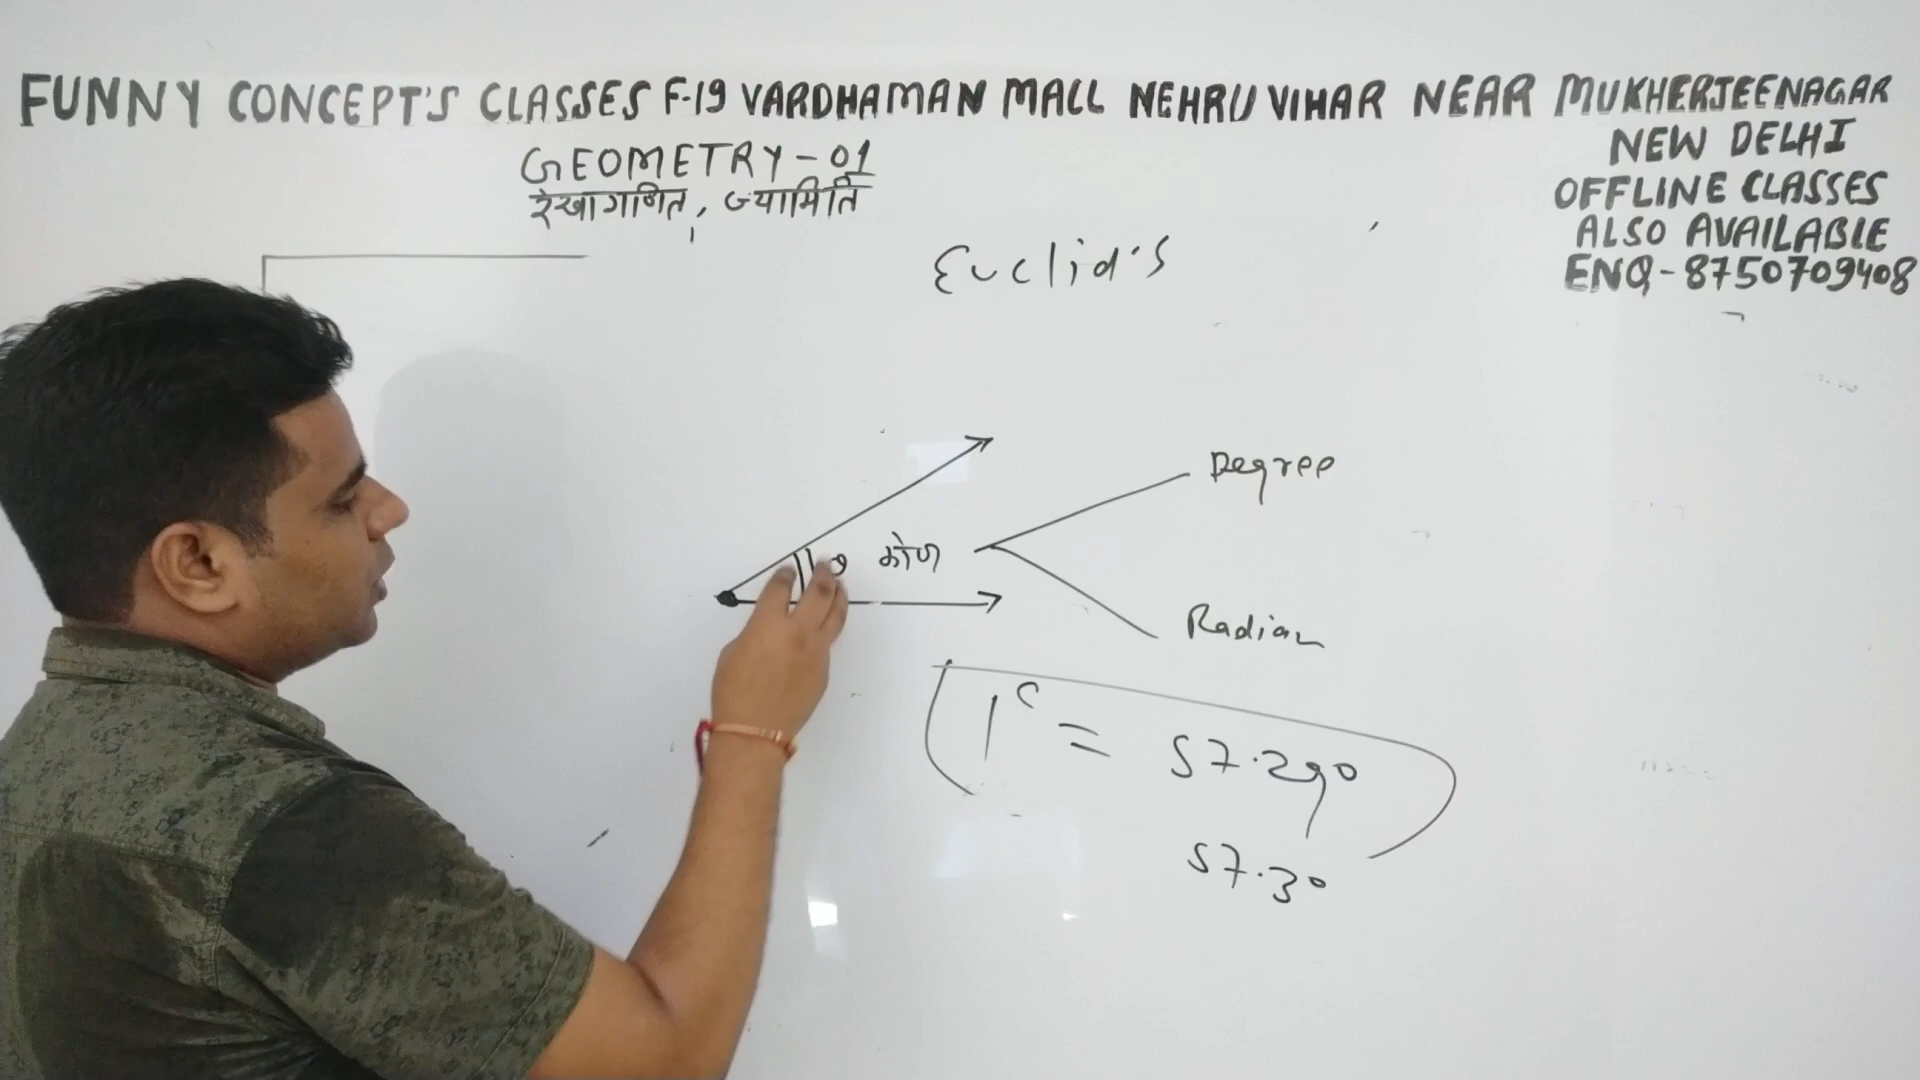 FUNNY CONCEPT'S CLASSES F-19 VARDHAMAN MALL NEHRU VIHAR NEAR MUKHERJEENAGAR
NEW DELHI
OFFLINE CLASSES
ALSO AVAILABLE
ENQ-8750709408
GEOMETRY-01
रेखागणित, ज्यामिति
Euclid's
Degree
कोण
Radian
1ᶜ = 57.29°
57.3°